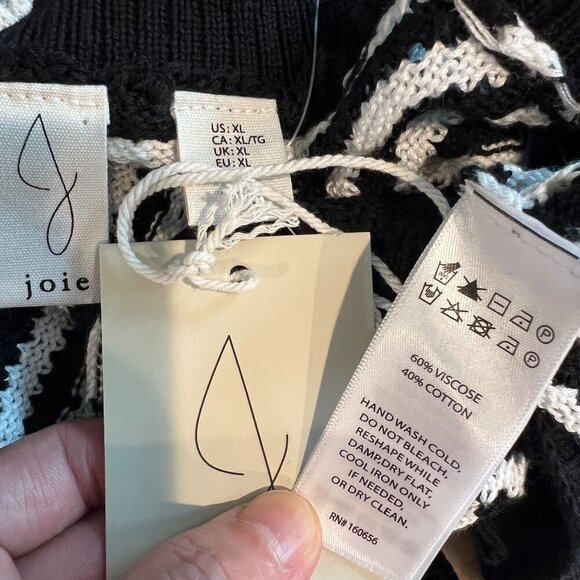 joie
US: XL
CA: XL/TG
UK: XL
EU: XL
60% VISCOSE
40% COTTON
HAND WASH COLD,
DO NOT BLEACH,
RESHAPE WHILE
DAMP,DRY FLAT,
COOL IRON ONLY
IF NEEDED,
OR DRY CLEAN.
RN# 160656